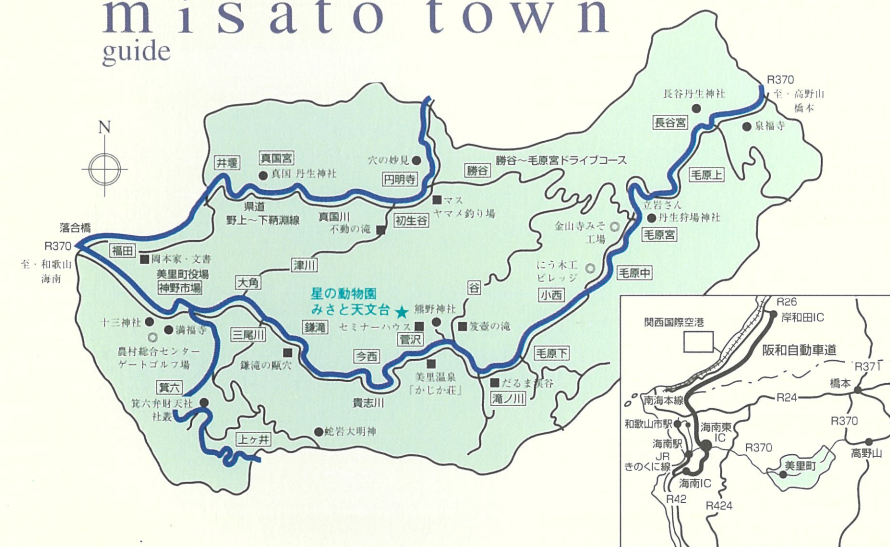 misato town
guide
N
R370
至・高野山
橋本
長谷丹生神社
長谷宮
泉福寺
毛原上
勝谷～毛原宮ドライブコース
勝谷
井堰
真国宮
真国 丹生神社
穴の妙見
円明寺
マス
ヤマメ釣り場
県道
野上～下鞆淵線
真国川
不動の滝
初生谷
立岩さん
丹生狩場神社
金山寺みそ
工場
毛原宮
落合橋
R370
至・和歌山
海南
福田
岡本家・文書
美里町役場
神野市場
津川
大角
にう木工
ビレッジ
毛原中
小西
谷
星の動物園
みさと天文台
熊野神社
セミナーハウス
菅沢
笈壺の滝
十三神社
満福寺
農村総合センター
ゲートゴルフ場
三尾川
鎌滝
鎌滝の甌穴
今西
貴志川
美里温泉
『かじか荘』
毛原下
だるま渓谷
滝ノ川
箕六
箕六弁財天社
社叢
上ヶ井
蛇岩大明神
R26
関西国際空港
岸和田IC
阪和自動車道
R371
橋本
南海本線
R24
和歌山市駅
海南東
IC
R370
海南駅
JR
きのくに線
R370
高野山
美里町
海南IC
R42
R424